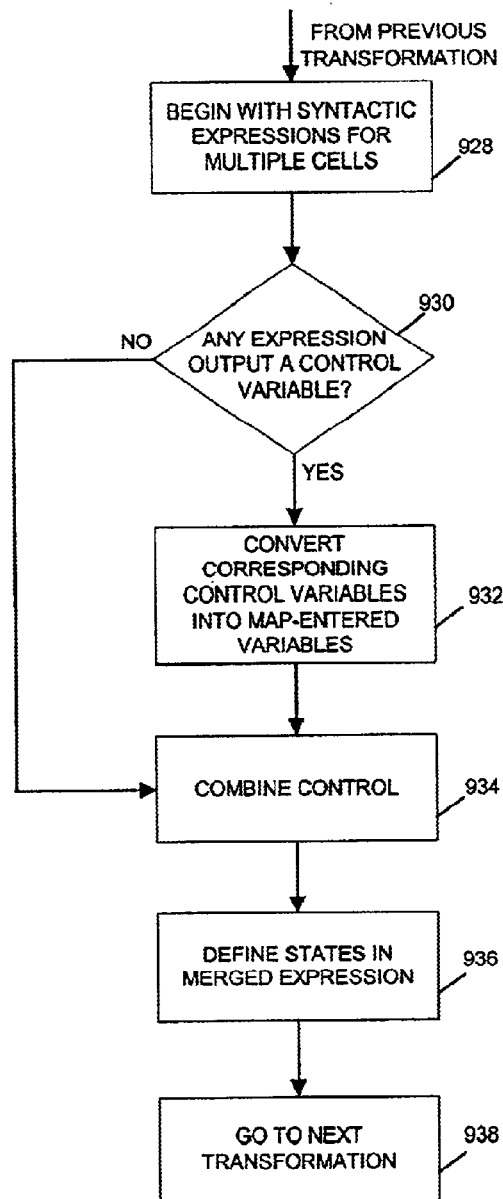 FROM PREVIOUS
TRANSFORMATION
BEGIN WITH SYNTACTIC
EXPRESSIONS FOR
MULTIPLE CELLS
928
930
NO
ANY EXPRESSION
OUTPUT A CONTROL
VARIABLE?
YES
CONVERT
CORRESPONDING
CONTROL VARIABLES
INTO MAP-ENTERED
VARIABLES
932
COMBINE CONTROL
934
DEFINE STATES IN
MERGED EXPRESSION
936
GO TO NEXT
TRANSFORMATION
938